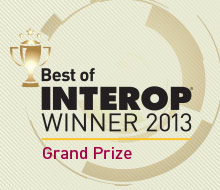 Best of
INTEROP®
WINNER 2013
Grand Prize